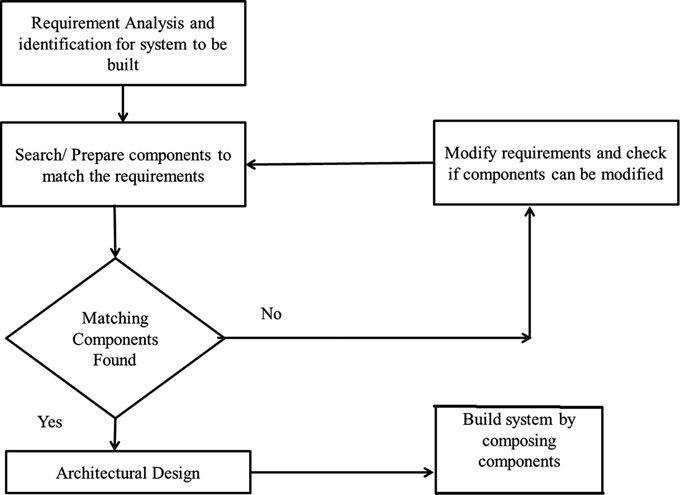 Requirement Analysis and
identification for system to be
built
Search/ Prepare components to
match the requirements
Modify requirements and check
if components can be modified
Matching
Components
Found
No
Yes
Architectural Design
Build system by
composing
components